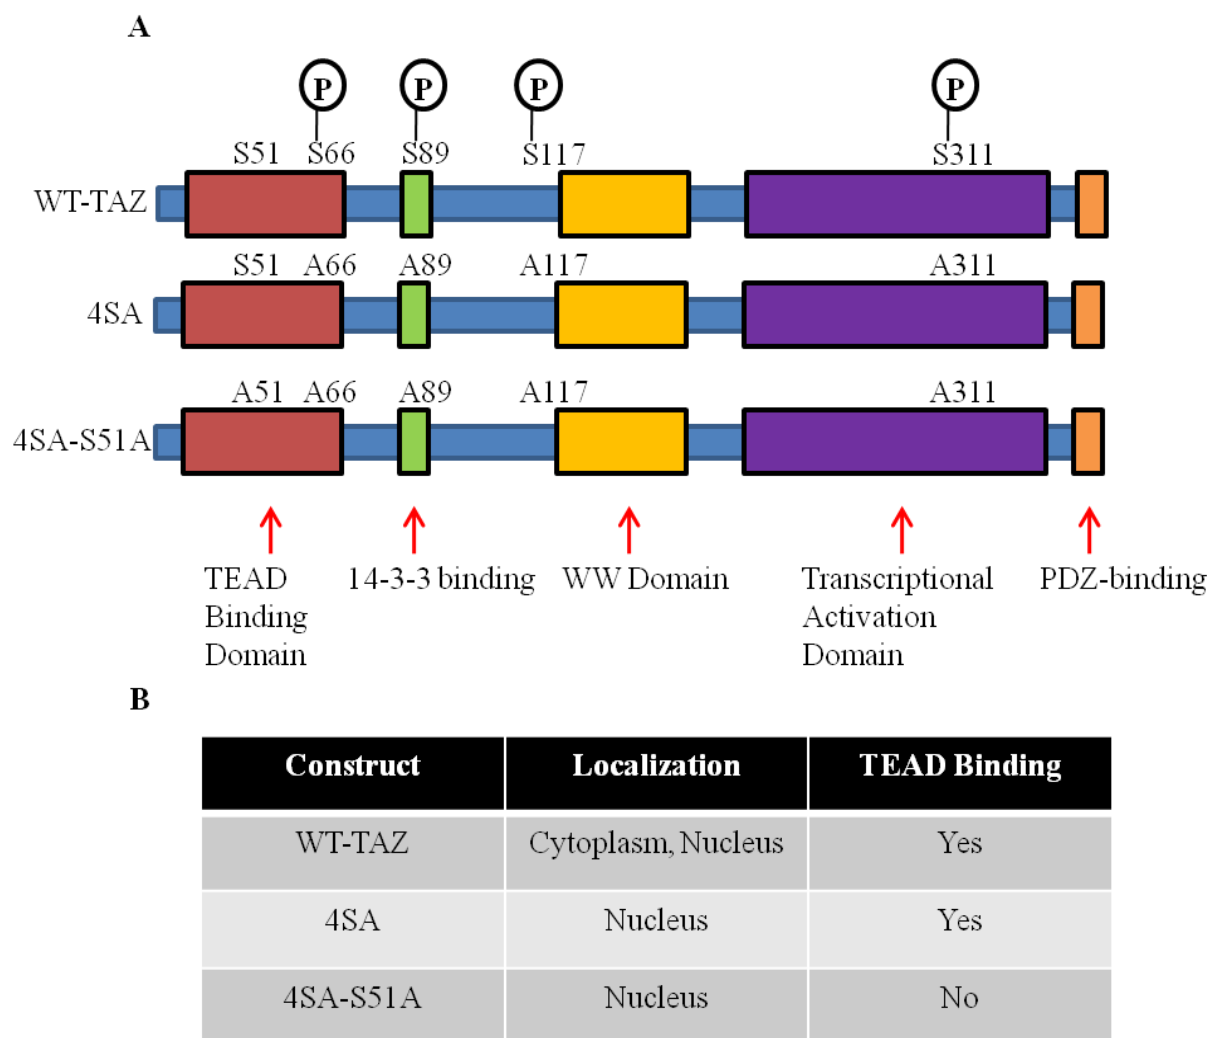 A
P P P P
S51 S66 S89 S117 S311
WT-TAZ
S51 A66 A89 A117 A311
4SA
A51 A66 A89 A117 A311
4SA-S51A
TEAD
Binding
Domain
14-3-3 binding
WW Domain
Transcriptional
Activation
Domain
PDZ-binding
B
Construct Localization TEAD Binding
WT-TAZ Cytoplasm, Nucleus Yes
4SA Nucleus Yes
4SA-S51A Nucleus No